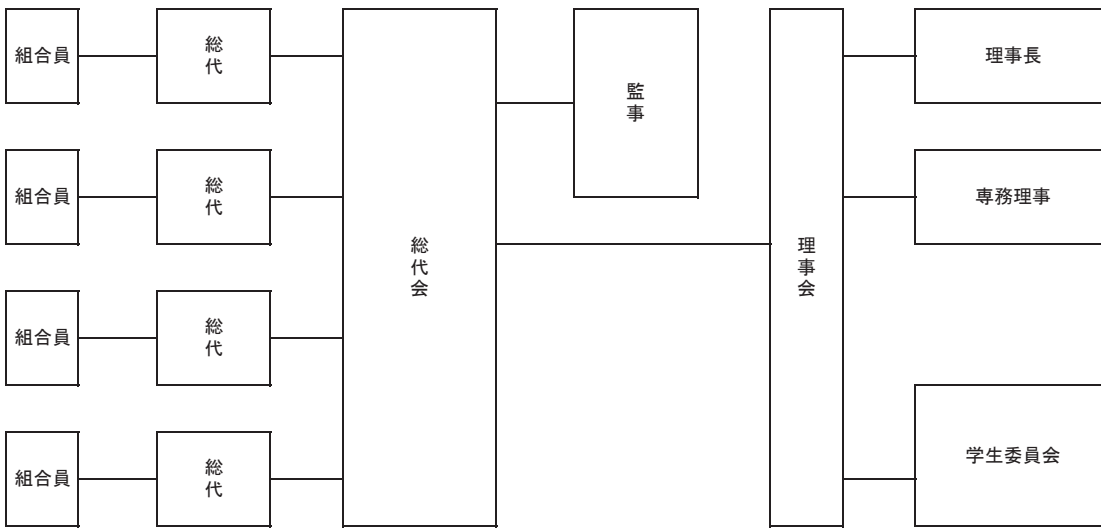 組合員
総代
組合員
総代
組合員
総代
組合員
総代
総代会
監事
理事会
理事長
専務理事
学生委員会